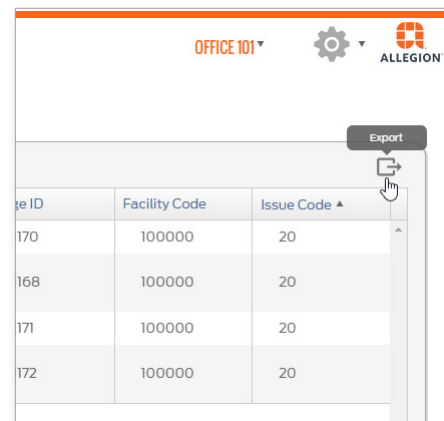 OFFICE 101
ALLEGION
Export
ge ID Facility Code Issue Code
170 100000 20
168 100000 20
171 100000 20
172 100000 20